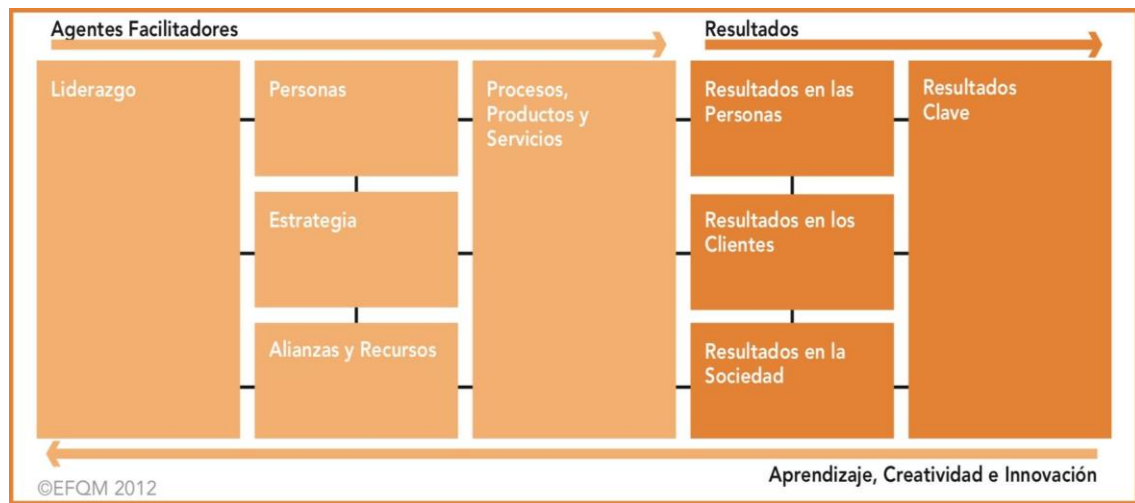 Agentes Facilitadores
Resultados
Liderazgo
Personas
Procesos,
Productos y
Servicios
Resultados en las
Personas
Resultados
Clave
Estrategia
Resultados en los
Clientes
Alianzas y Recursos
Resultados en la
Sociedad
Aprendizaje, Creatividad e Innovación
©EFQM 2012